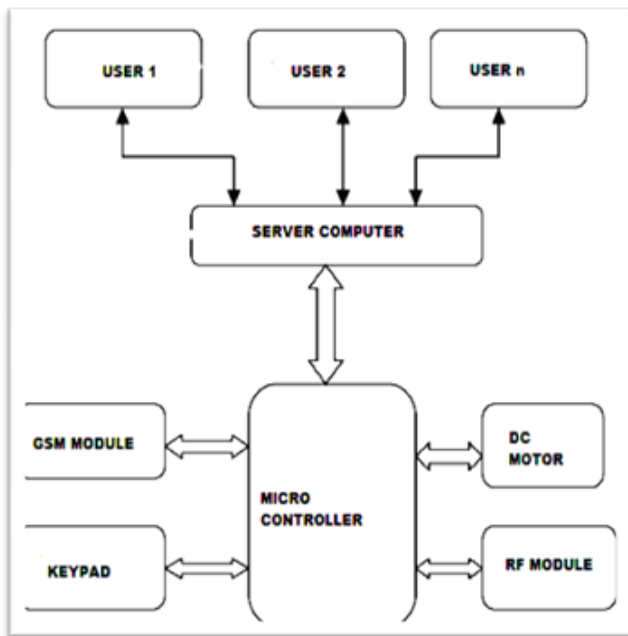 USER 1
USER 2
USER n
SERVER COMPUTER
GSM MODULE
DC
MOTOR
MICRO
CONTROLLER
KEYPAD
RF MODULE